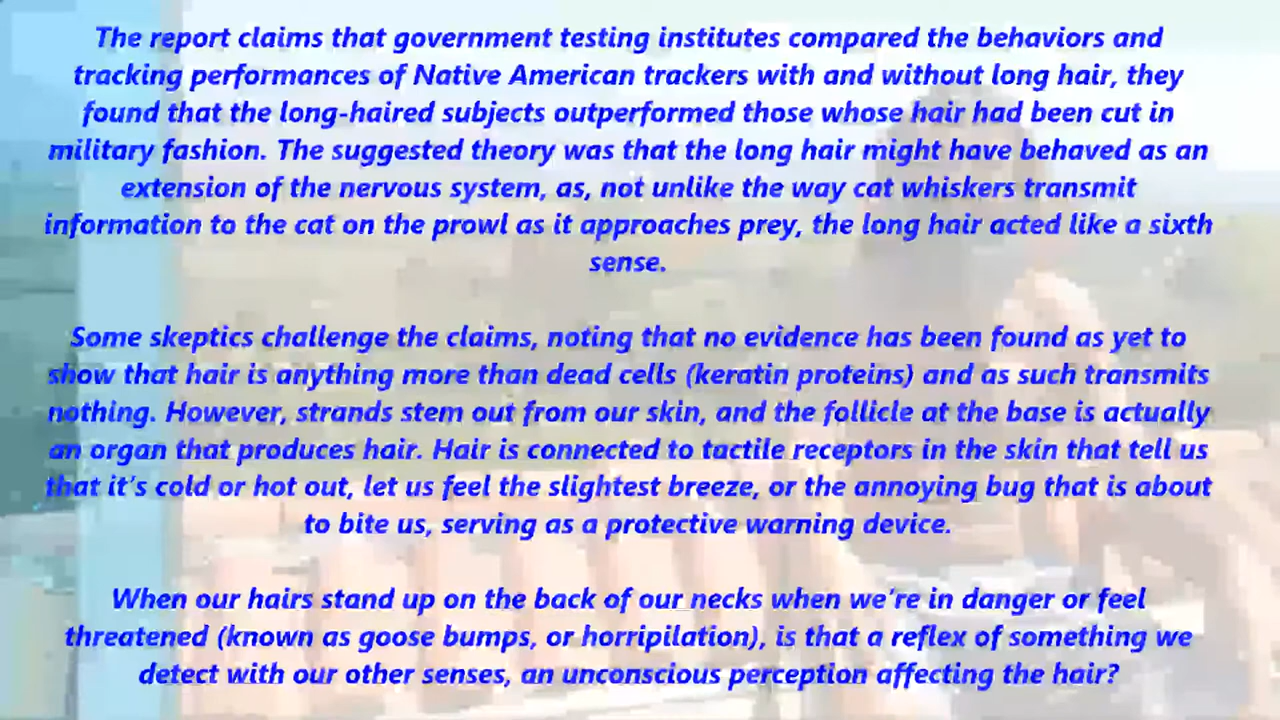 The report claims that government testing institutes compared the behaviors and
tracking performances of Native American trackers with and without long hair, they
found that the long-haired subjects outperformed those whose hair had been cut in
military fashion. The suggested theory was that the long hair might have behaved as an
extension of the nervous system, as, not unlike the way cat whiskers transmit
information to the cat on the prowl as it approaches prey, the long hair acted like a sixth
sense.
Some skeptics challenge the claims, noting that no evidence has been found as yet to
show that hair is anything more than dead cells (keratin proteins) and as such transmits
nothing. However, strands stem out from our skin, and the follicle at the base is actually
an organ that produces hair. Hair is connected to tactile receptors in the skin that tell us
that it's cold or hot out, let us feel the slightest breeze, or the annoying bug that is about
to bite us, serving as a protective warning device.
When our hairs stand up on the back of our necks when we're in danger or feel
threatened (known as goose bumps, or horripilation), is that a reflex of something we
detect with our other senses, an unconscious perception affecting the hair?